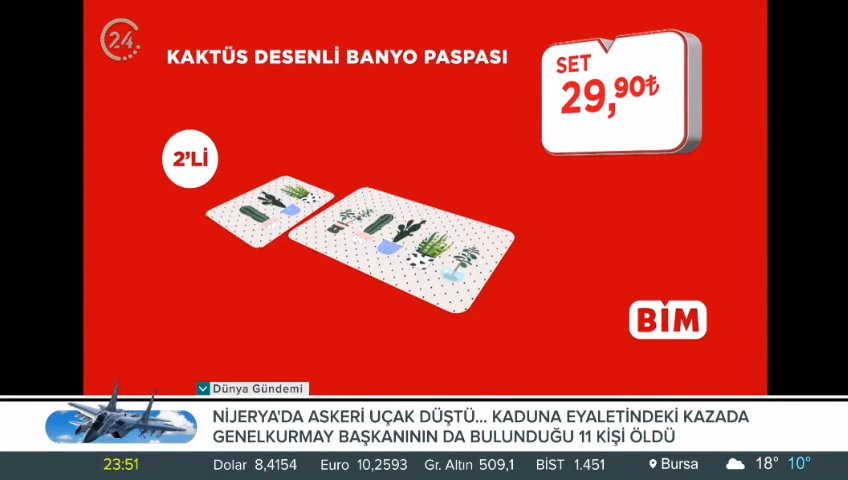 24
KAKTÜS DESENLİ BANYO PASPASI
SET
29,90₺
2'Lİ
BİM
Dünya Gündemi
NİJERYA'DA ASKERİ UÇAK DÜŞTÜ... KADUNA EYALETİNDEKİ KAZADA
GENELKURMAY BAŞKANININ DA BULUNDUĞU 11 KİŞİ ÖLDÜ
23:51 Dolar 8,4154 Euro 10,2593 Gr. Altın 509,1 BİST 1.451 Bursa 18° 10°